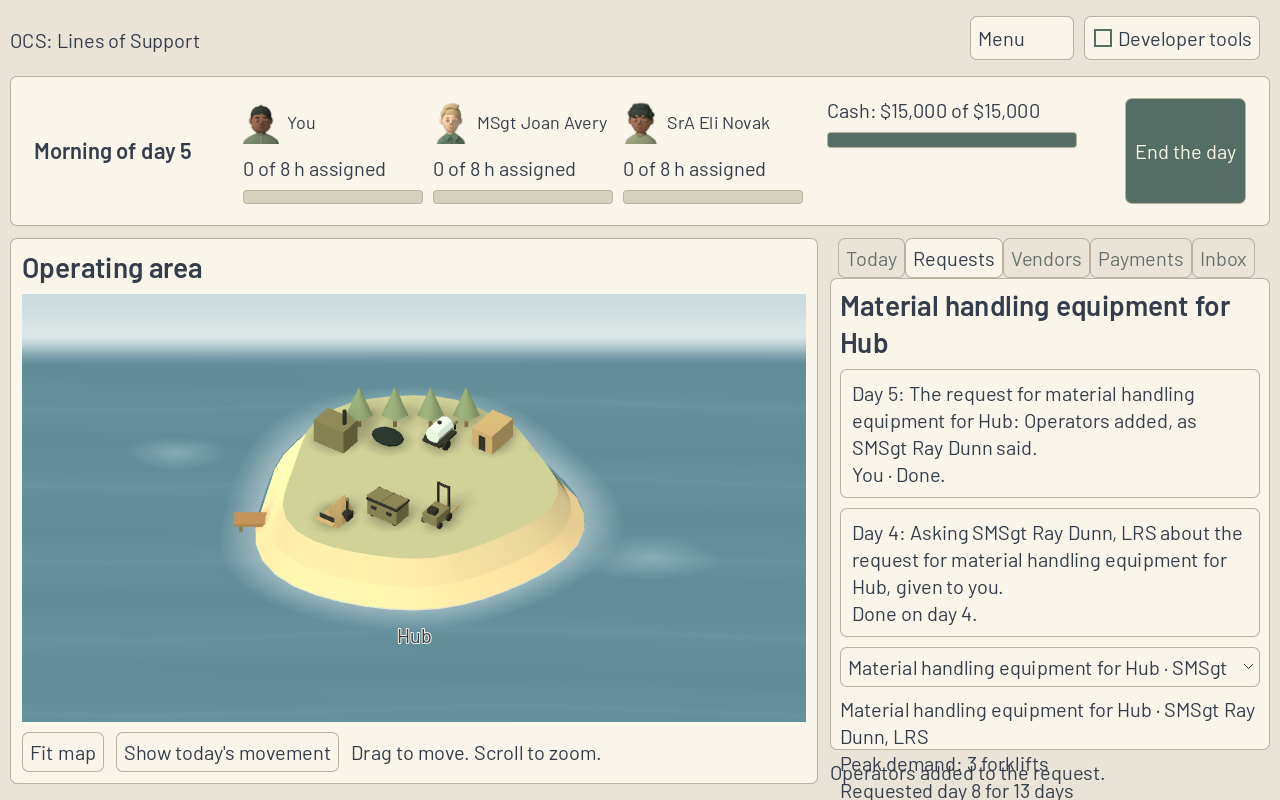 OCS: Lines of Support
Menu
Developer tools
Morning of day 5
You
0 of 8 h assigned
MSgt Joan Avery
0 of 8 h assigned
SrA Eli Novak
0 of 8 h assigned
Cash: $15,000 of $15,000
End the day
Operating area
Hub
Fit map
Show today's movement
Drag to move. Scroll to zoom.
Today
Requests
Vendors
Payments
Inbox
Material handling equipment for
Hub
Day 5: The request for material handling
equipment for Hub: Operators added, as
SMSgt Ray Dunn said.
You · Done.
Day 4: Asking SMSgt Ray Dunn, LRS about the
request for material handling equipment for
Hub, given to you.
Done on day 4.
Material handling equipment for Hub · SMSgt
Material handling equipment for Hub · SMSgt Ray
Dunn, LRS
Peak demand: 3 forklifts
Operators added to the request.
Requested day 8 for 13 days